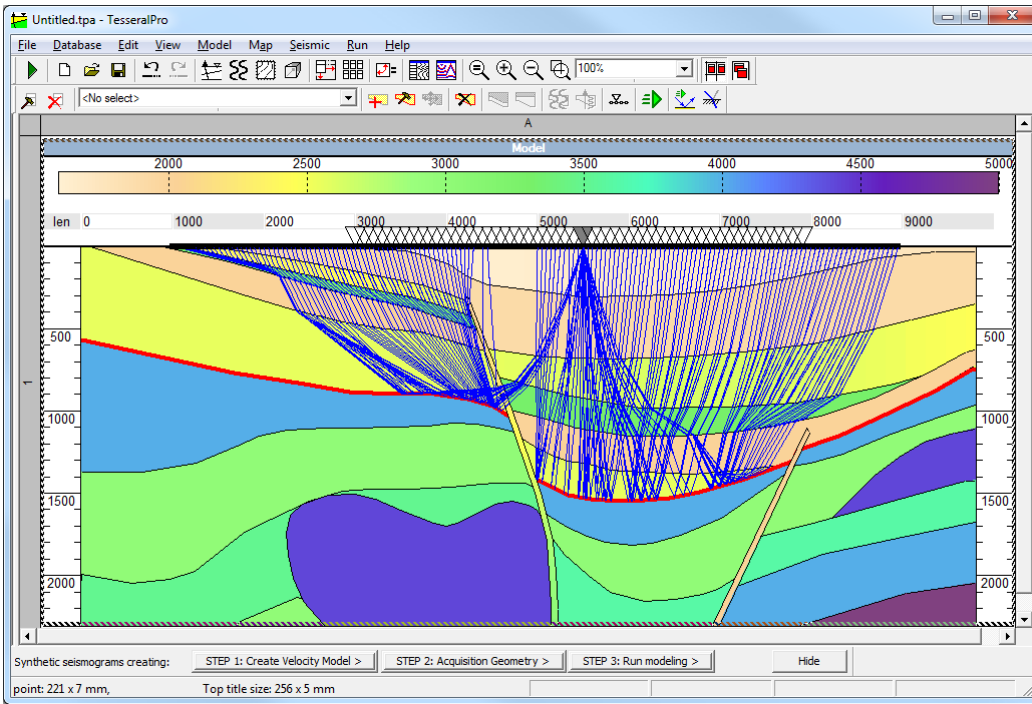 Untitled.tpa - TesseralPro
File Database Edit View Model Map Seismic Run Help
100%
<No select>
A
Model
2000 2500 3000 3500 4000 4500 5000
len 0 1000 2000 3000 4000 5000 6000 7000 8000 9000
500 500
1000 1000
1
1500 1500
2000 2000
Synthetic seismograms creating: STEP 1: Create Velocity Model > STEP 2: Acquisition Geometry > STEP 3: Run modeling > Hide
point: 221 x 7 mm, Top title size: 256 x 5 mm